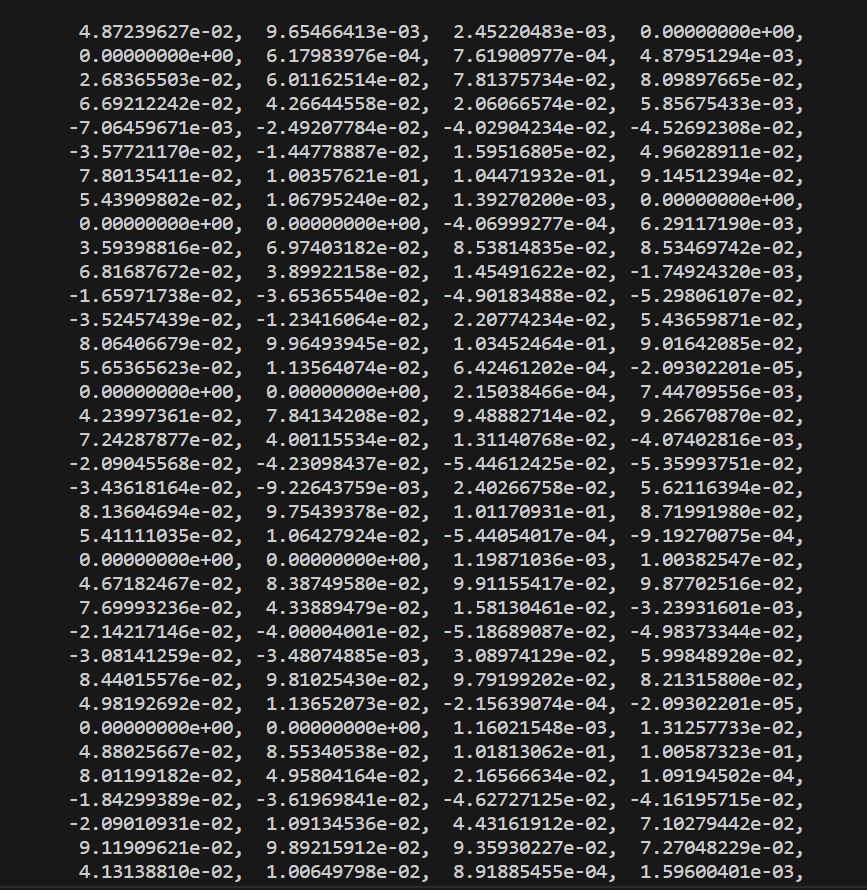 4.87239627e-02, 9.65466413e-03, 2.45220483e-03, 0.00000000e+00,
0.00000000e+00, 6.17983976e-04, 7.61900977e-04, 4.87951294e-03,
2.68365503e-02, 6.01162514e-02, 7.81375734e-02, 8.09897665e-02,
6.69212242e-02, 4.26644558e-02, 2.06066574e-02, 5.85675433e-03,
-7.06459671e-03, -2.49207784e-02, -4.02904234e-02, -4.52692308e-02,
-3.57721170e-02, -1.44778887e-02, 1.59516805e-02, 4.96028911e-02,
7.80135411e-02, 1.00357621e-01, 1.04471932e-01, 9.14512394e-02,
5.43909802e-02, 1.06795240e-02, 1.39270200e-03, 0.00000000e+00,
0.00000000e+00, 0.00000000e+00, -4.06999277e-04, 6.29117190e-03,
3.59398816e-02, 6.97403182e-02, 8.53814835e-02, 8.53469742e-02,
6.81687672e-02, 3.89922158e-02, 1.45491622e-02, -1.74924320e-03,
-1.65971738e-02, -3.65365540e-02, -4.90183488e-02, -5.29806107e-02,
-3.52457439e-02, -1.23416064e-02, 2.20774234e-02, 5.43659871e-02,
8.06406679e-02, 9.96493945e-02, 1.03452464e-01, 9.01642085e-02,
5.65365623e-02, 1.13564074e-02, 6.42461202e-04, -2.09302201e-05,
0.00000000e+00, 0.00000000e+00, 2.15038466e-04, 7.44709556e-03,
4.23997361e-02, 7.84134208e-02, 9.48882714e-02, 9.26670870e-02,
7.24287877e-02, 4.00115534e-02, 1.31140768e-02, -4.07402816e-03,
-2.09045568e-02, -4.23098437e-02, -5.44612425e-02, -5.35993751e-02,
-3.43618164e-02, -9.22643759e-03, 2.40266758e-02, 5.62116394e-02,
8.13604694e-02, 9.75439378e-02, 1.01170931e-01, 8.71991980e-02,
5.41111035e-02, 1.06427924e-02, -5.44054017e-04, -9.19270075e-04,
0.00000000e+00, 0.00000000e+00, 1.19871036e-03, 1.00382547e-02,
4.67182467e-02, 8.38749580e-02, 9.91155417e-02, 9.87702516e-02,
7.69993236e-02, 4.33889479e-02, 1.58130461e-02, -3.23931601e-03,
-2.14217146e-02, -4.00004001e-02, -5.18689087e-02, -4.98373344e-02,
-3.08141259e-02, -3.48074885e-03, 3.08974129e-02, 5.99848920e-02,
8.44015576e-02, 9.81025430e-02, 9.79199202e-02, 8.21315800e-02,
4.98192692e-02, 1.13652073e-02, -2.15639074e-04, -2.09302201e-05,
0.00000000e+00, 0.00000000e+00, 1.16021548e-03, 1.31257733e-02,
4.88025667e-02, 8.55340538e-02, 1.01813062e-01, 1.00587323e-01,
8.01199182e-02, 4.95804164e-02, 2.16566634e-02, 1.09194502e-04,
-1.84299389e-02, -3.61969841e-02, -4.62727125e-02, -4.16195715e-02,
-2.09010931e-02, 1.09134536e-02, 4.43161912e-02, 7.10279442e-02,
9.11909621e-02, 9.89215912e-02, 9.35930227e-02, 7.27048229e-02,
4.13138810e-02, 1.00649798e-02, 8.91885455e-04, 1.59600401e-03,